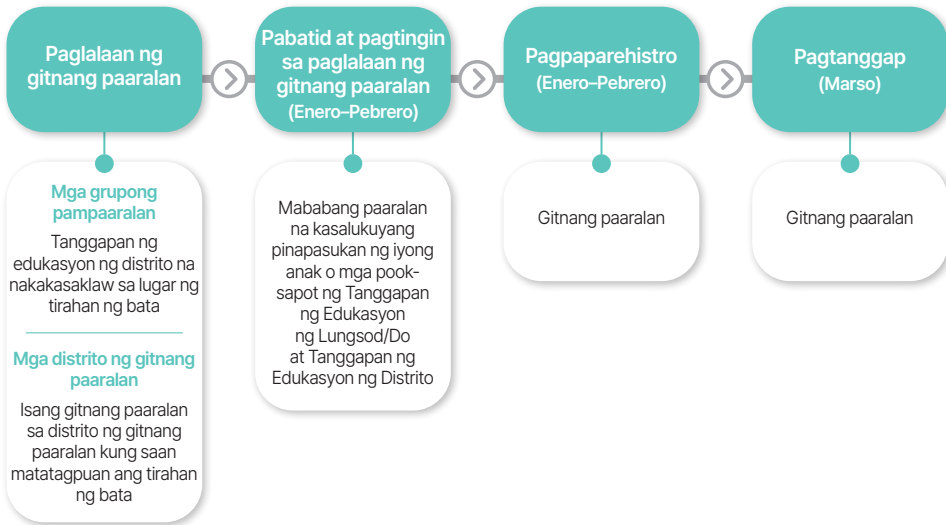 Paglalaan ng
gitnang paaralan
Pabatid at pagtingin
sa paglalaan ng
gitnang paaralan
(Enero–Pebrero)
Pagpaparehistro
(Enero–Pebrero)
Pagtanggap
(Marso)
Mga grupong
pampaaralan
Tanggapan ng
edukasyon ng distrito na
nakakasaklaw sa lugar ng
tirahan ng bata
Mga distrito ng gitnang
paaralan
Isang gitnang paaralan
sa distrito ng gitnang
paaralan kung saan
matatagpuan ang tirahan
ng bata
Mababang paaralan
na kasalukuyang
pinapasukan ng iyong
anak o mga pook-
sapot ng Tanggapan
ng Edukasyon
ng Lungsod/Do
at Tanggapan ng
Edukasyon ng Distrito
Gitnang paaralan
Gitnang paaralan